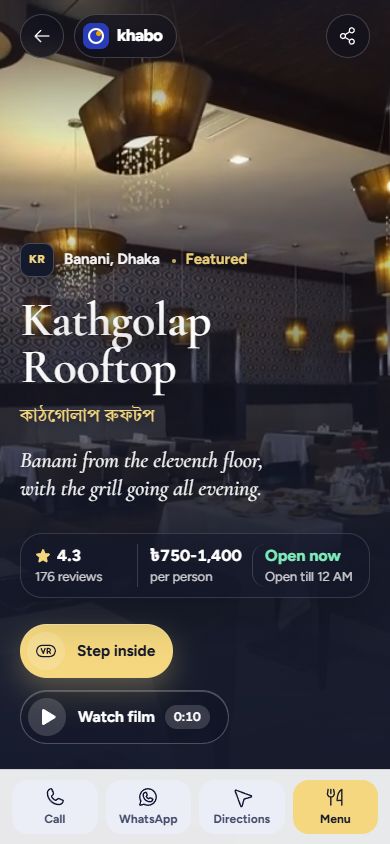 khabo
KR Banani, Dhaka • Featured
Kathgolap
Rooftop
কাঠগোলাপ রুফটপ
Banani from the eleventh floor,
with the grill going all evening.
4.3 ৳750-1,400 Open now
176 reviews per person Open till 12 AM
VR Step inside
Watch film 0:10
Call WhatsApp Directions Menu